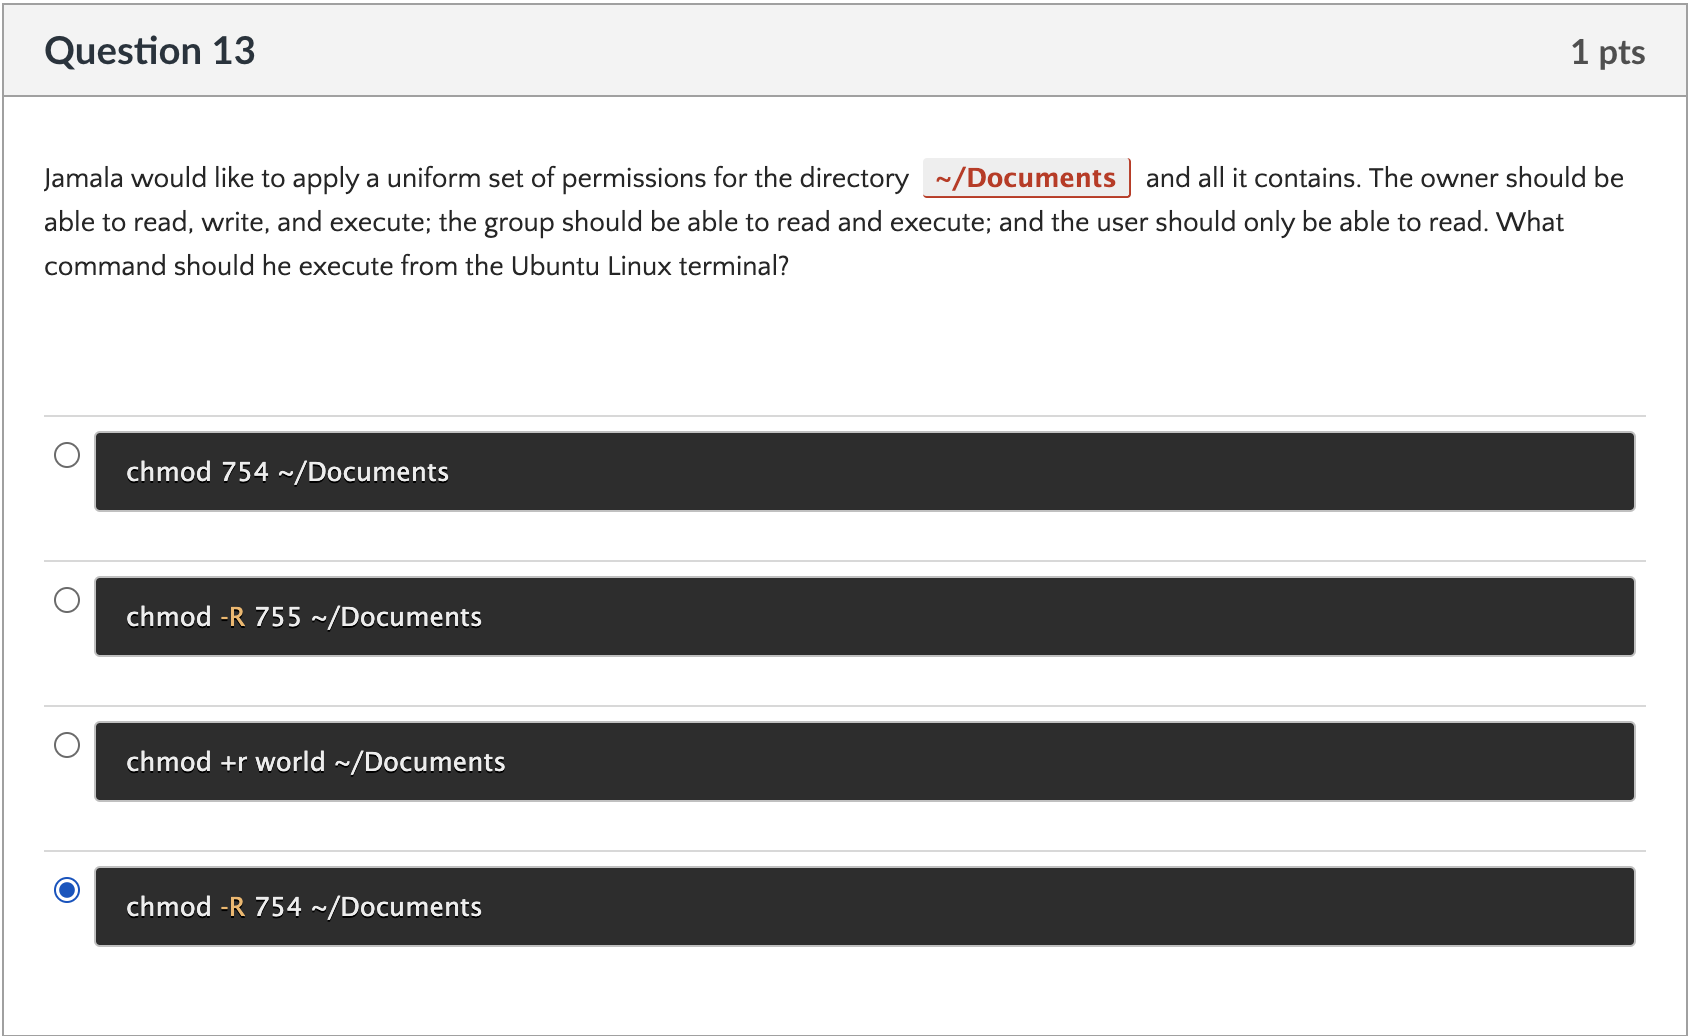 Question 13
1 pts
Jamala would like to apply a uniform set of permissions for the directory ~/Documents and all it contains. The owner should be
able to read, write, and execute; the group should be able to read and execute; and the user should only be able to read. What
command should he execute from the Ubuntu Linux terminal?
chmod 754 ~/Documents
chmod -R 755 ~/Documents
chmod +r world ~/Documents
chmod -R 754 ~/Documents